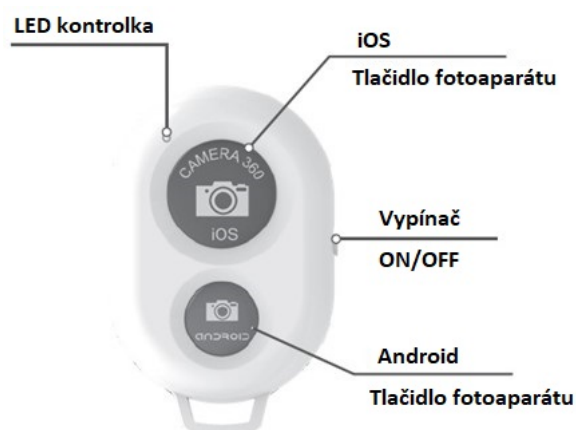 LED kontrolka
iOS
Tlačidlo fotoaparátu
CAMERA 360
iOS
Vypínač
ON/OFF
ANDROID
Android
Tlačidlo fotoaparátu